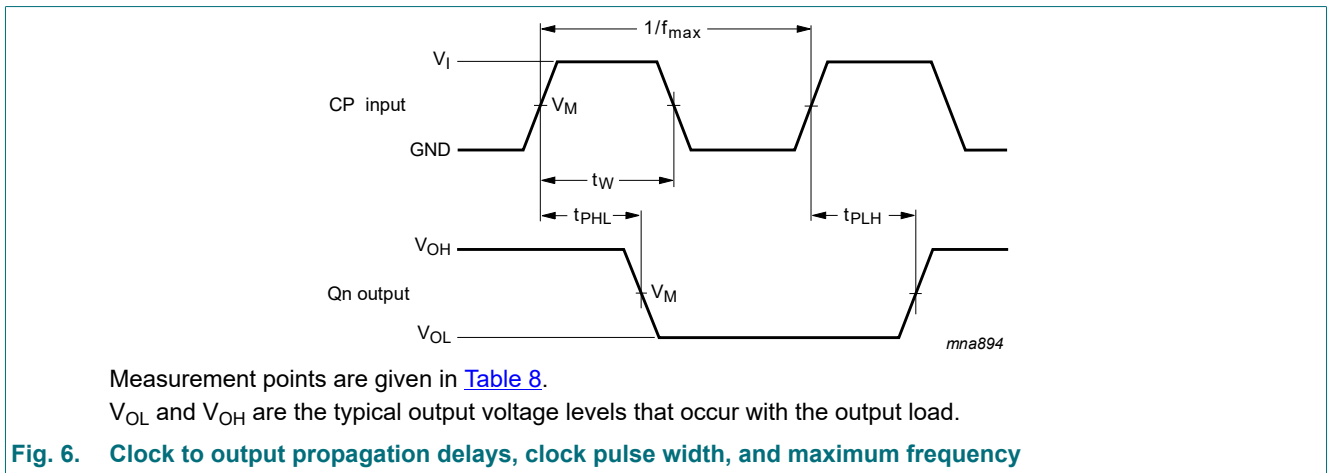 1/fmax
VI
CP input
VM
GND
tW
tPHL
tPLH
VOH
Qn output
VM
VOL
mna894
Measurement points are given in Table 8.
VOL and VOH are the typical output voltage levels that occur with the output load.
Fig. 6. Clock to output propagation delays, clock pulse width, and maximum frequency